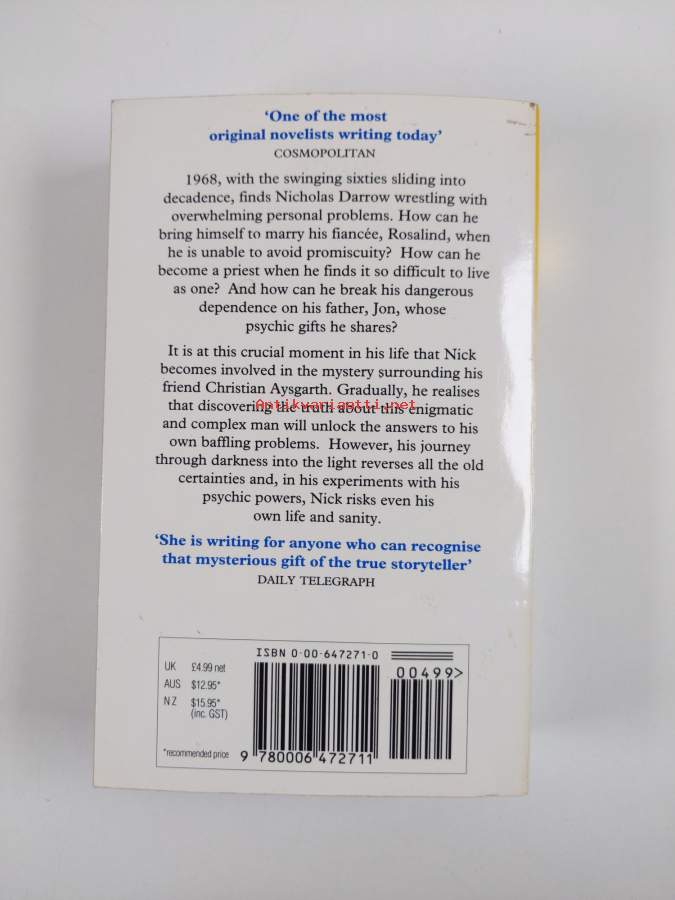 ‘One of the most
original novelists writing today’
COSMOPOLITAN
1968, with the swinging sixties sliding into
decadence, finds Nicholas Darrow wrestling with
overwhelming personal problems. How can he
bring himself to marry his fiancée, Rosalind, when
he is unable to avoid promiscuity? How can he
become a priest when he finds it so difficult to live
as one? And how can he break his dangerous
dependence on his father, Jon, whose
psychic gifts he shares?
It is at this crucial moment in his life that Nick
becomes involved in the mystery surrounding his
friend Christian Aysgarth. Gradually, he realises
that discovering the truth about this enigmatic
Antikvariantti.net
and complex man will unlock the answers to his
own baffling problems. However, his journey
through darkness into the light reverses all the old
certainties and, in his experiments with his
psychic powers, Nick risks even his
own life and sanity.
‘She is writing for anyone who can recognise
that mysterious gift of the true storyteller’
DAILY TELEGRAPH
ISBN 0-00-647271-0
UK £4.99 net
AUS $12.95*
NZ $15.95*
(inc. GST)
*recommended price
00499>
9 780006 472711